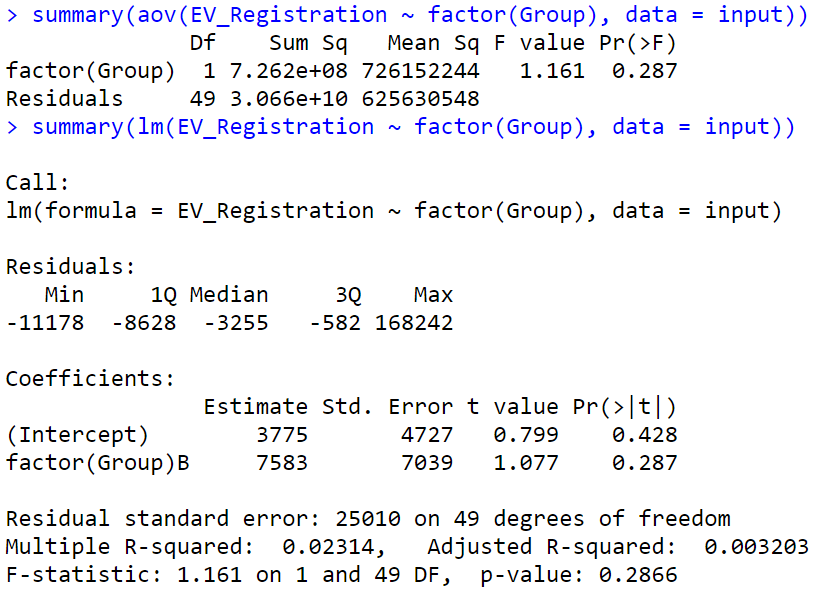 > summary(aov(EV_Registration ~ factor(Group), data = input))
Df Sum Sq Mean Sq F value Pr(>F)
factor(Group) 1 7.262e+08 726152244 1.161 0.287
Residuals 49 3.066e+10 625630548
> summary(lm(EV_Registration ~ factor(Group), data = input))
Call:
lm(formula = EV_Registration ~ factor(Group), data = input)
Residuals:
Min 1Q Median 3Q Max
-11178 -8628 -3255 -582 168242
Coefficients:
Estimate Std. Error t value Pr(>|t|)
(Intercept) 3775 4727 0.799 0.428
factor(Group)B 7583 7039 1.077 0.287
Residual standard error: 25010 on 49 degrees of freedom
Multiple R-squared: 0.02314, Adjusted R-squared: 0.003203
F-statistic: 1.161 on 1 and 49 DF, p-value: 0.2866